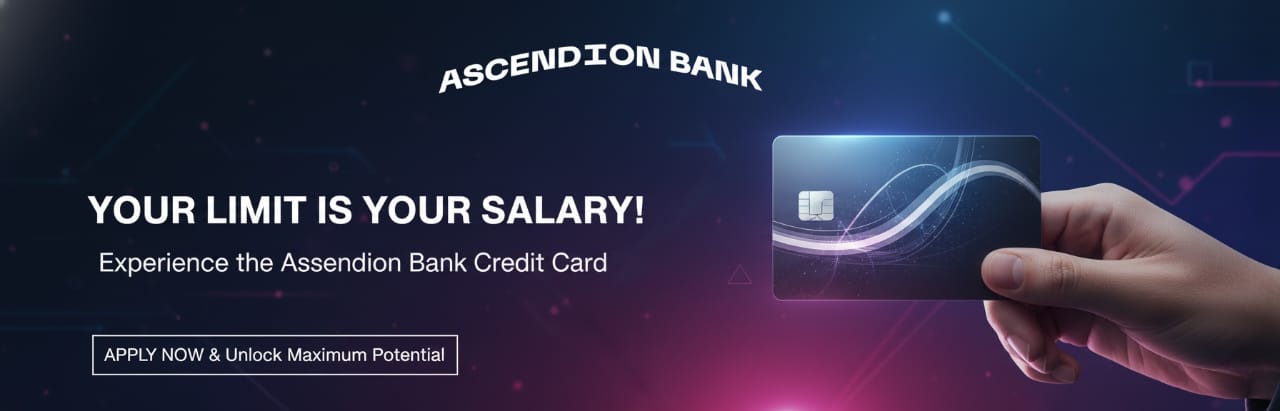 ASCENDION BANK
YOUR LIMIT IS YOUR SALARY!
Experience the Assendion Bank Credit Card
APPLY NOW & Unlock Maximum Potential